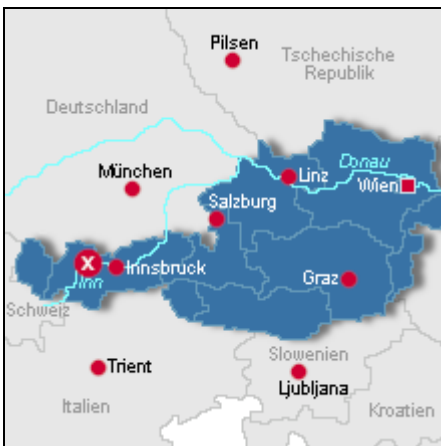 Pilsen
Tschechische
Republik
Deutschland
München
Linz
Donau
Wien
Salzburg
X
Innsbruck
Inn
Graz
Schweiz
Trient
Slowenien
Ljubljana
Italien
Kroatien